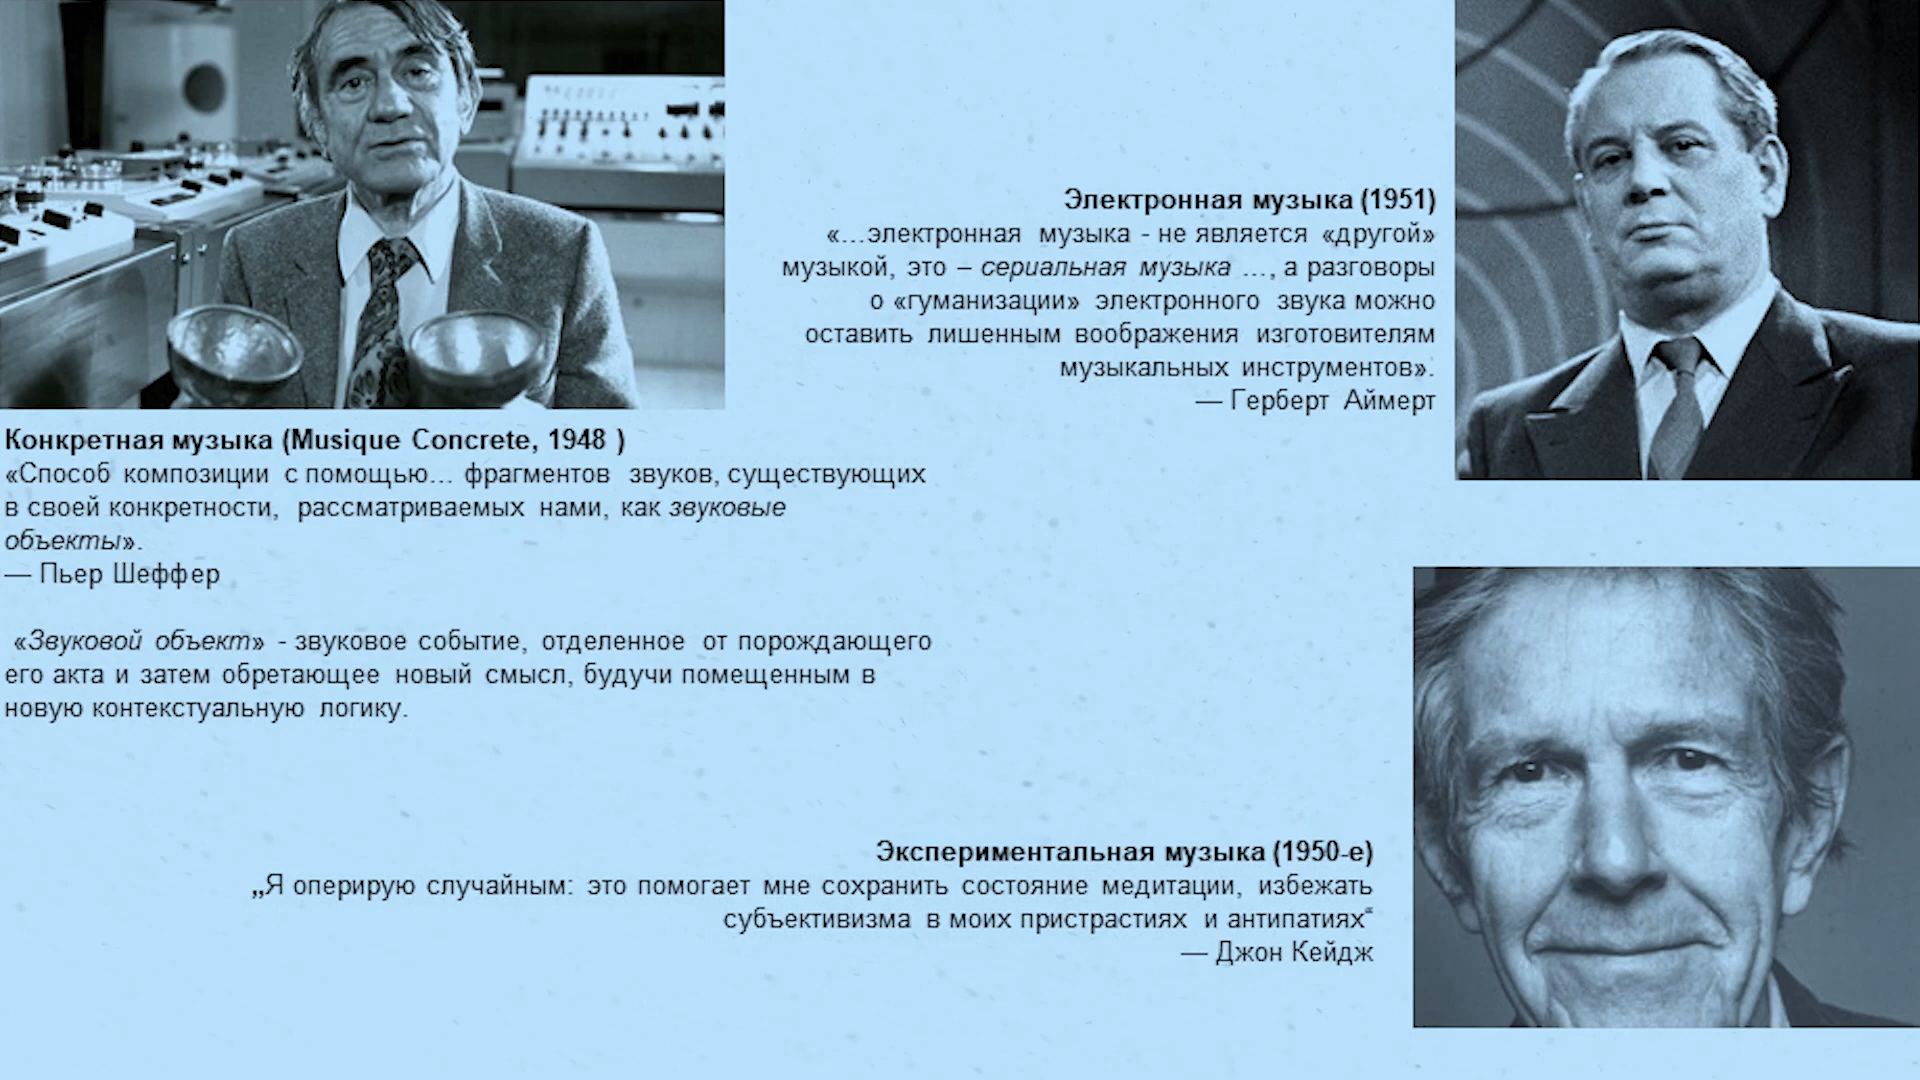 Электронная музыка (1951)
«…электронная музыка - не является «другой»
музыкой, это – сериальная музыка …, а разговоры
о «гуманизации» электронного звука можно
оставить лишенным воображения изготовителям
музыкальных инструментов».
— Герберт Аймерт
Конкретная музыка (Musique Concrete, 1948 )
«Способ композиции с помощью… фрагментов звуков, существующих
в своей конкретности, рассматриваемых нами, как звуковые
объекты».
— Пьер Шеффер
«Звуковой объект» - звуковое событие, отделенное от порождающего
его акта и затем обретающее новый смысл, будучи помещенным в
новую контекстуальную логику.
Экспериментальная музыка (1950-е)
„Я оперирую случайным: это помогает мне сохранить состояние медитации, избежать
субъективизма в моих пристрастиях и антипатиях“
— Джон Кейдж